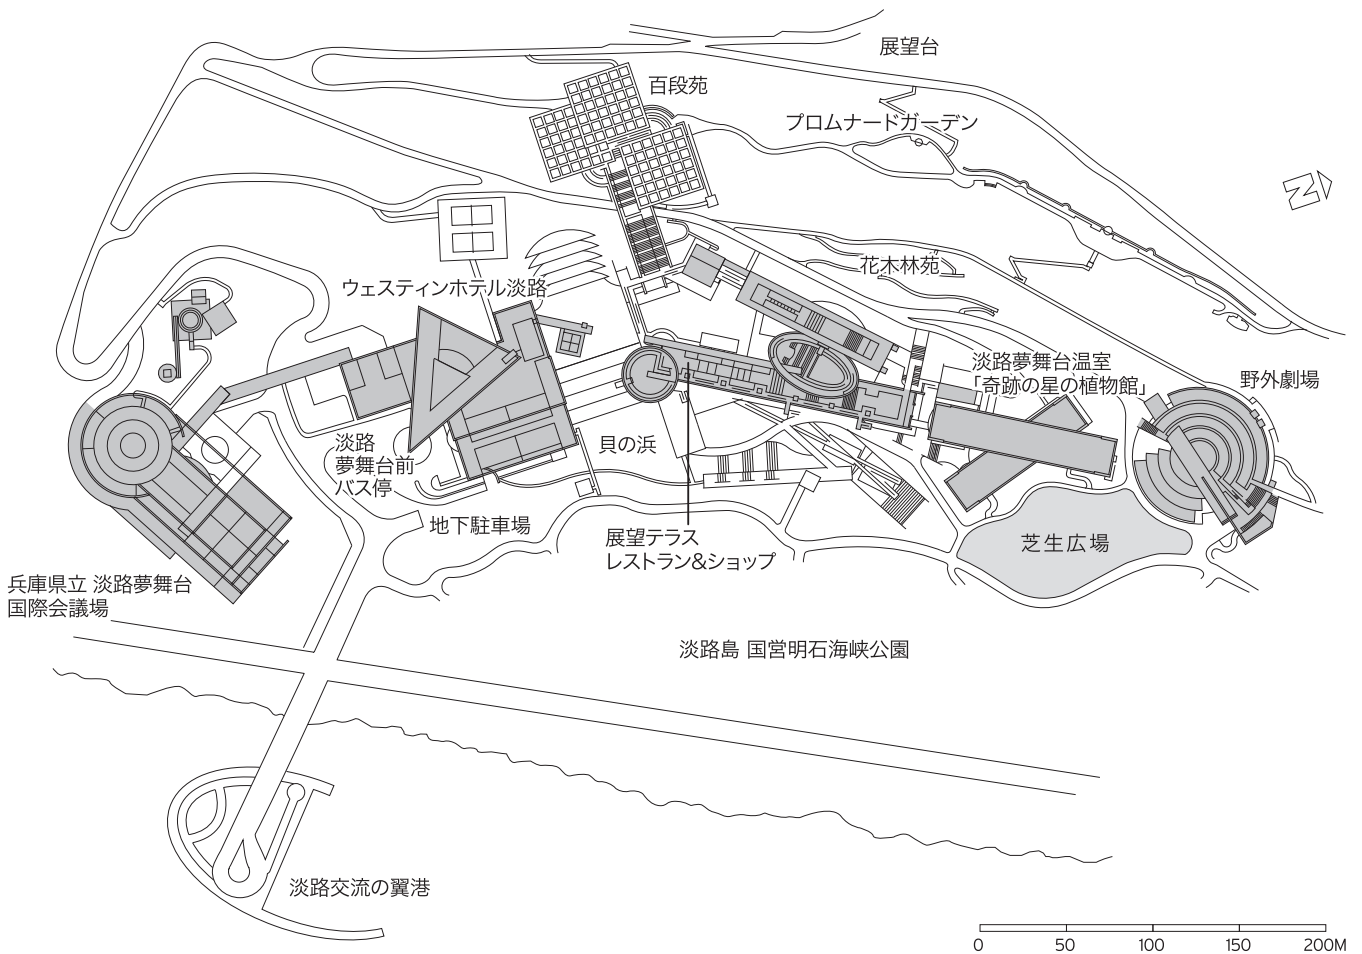 展望台
百段苑
プロムナードガーデン
N
花木林苑
ウェスティンホテル淡路
淡路夢舞台温室
「奇跡の星の植物館」
野外劇場
淡路
夢舞台前
バス停
貝の浜
地下駐車場
展望テラス
レストラン&ショップ
芝生広場
兵庫県立 淡路夢舞台
国際会議場
淡路島 国営明石海峡公園
淡路交流の翼港
0 50 100 150 200M